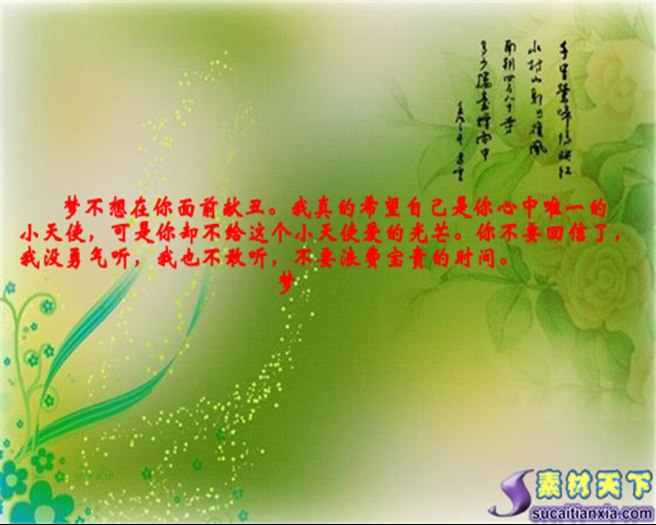 千里莺啼绿映红
水村山郭酒旗风
南朝四百八十寺
多少楼台烟雨中
梦不想在你面前献丑。我真的希望自己是你心中唯一的
小天使，可是你却不给这个小天使爱的光芒。你不要回信了，
我没勇气听，我也不敢听，不要浪费宝贵的时间。
梦
素材天下
sucaitianxia.com